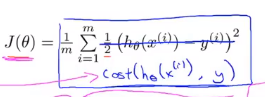 J(θ) = 1/m ∑_{i=1}^{m} 1/2 (h_θ(x^{(i)}) − y^{(i)})^2
cost(h_θ(x^{(i)}), y)